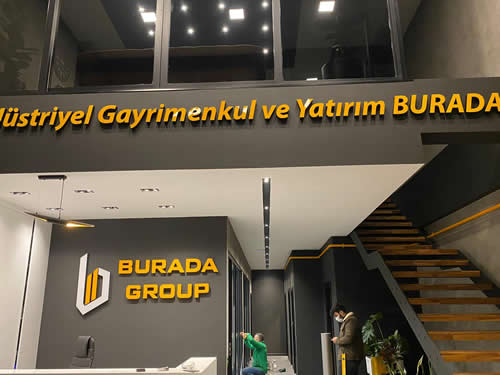 üstriyel Gayrimenkul ve Yatırım BURADA
BURADA
GROUP